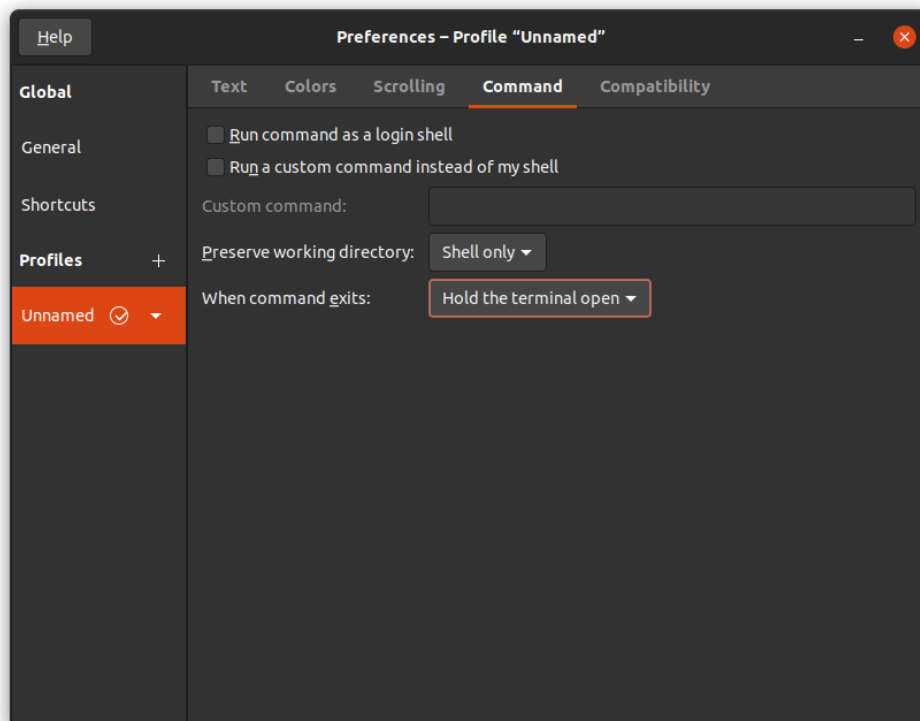 Help
Preferences – Profile “Unnamed”
Global
General
Shortcuts
Profiles
Unnamed
Text Colors Scrolling Command Compatibility
Run command as a login shell
Run a custom command instead of my shell
Custom command:
Preserve working directory: Shell only
When command exits: Hold the terminal open